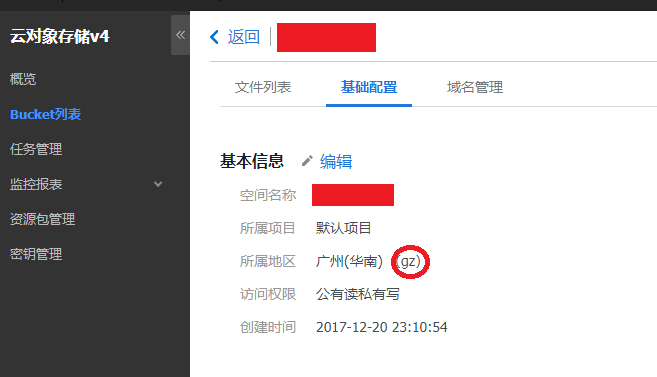 云对象存储v4
概览
Bucket列表
任务管理
监控报表
资源包管理
密钥管理
返回
文件列表 基础配置 域名管理
基本信息 编辑
空间名称
所属项目 默认项目
所属地区 广州(华南) (gz)
访问权限 公有读私有写
创建时间 2017-12-20 23:10:54